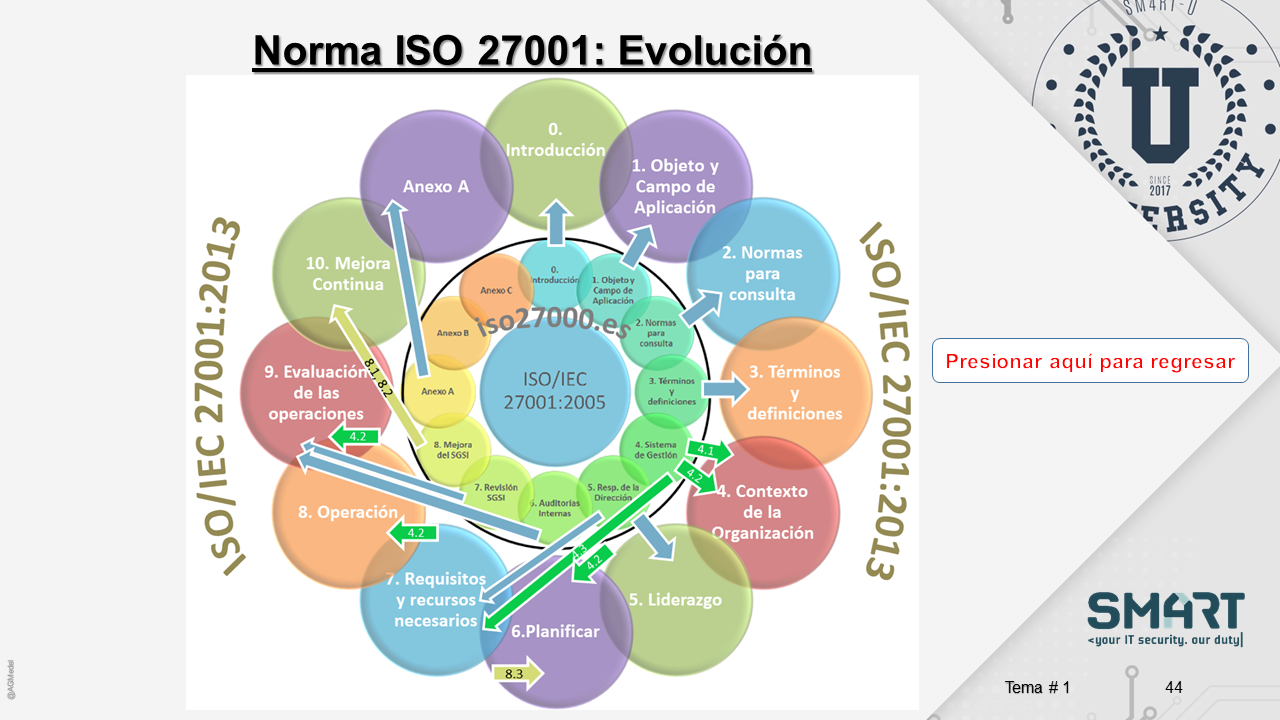 Norma ISO 27001: Evolución
SM4RT-U
U
SINCE
2017
VERSITY
0.
Introducción
1. Objeto y
Campo de
Aplicación
2. Normas
para
consulta
3. Términos
y
definiciones
4. Contexto
de la
Organización
5. Liderazgo
6.Planificar
8.3
7. Requisitos
y recursos
necesarios
8. Operación
4.2
9. Evaluación
de las
operaciones
4.2
10. Mejora
Continua
Anexo A
ISO/IEC 27001:2013
ISO/IEC 27001:2013
0.
Introducción
1. Objeto y
Campo de
Aplicación
2. Normas
para
consulta
3. Términos
y
definiciones
4. Sistema
de Gestión
4.1
4.2
5. Resp. de la
Dirección
4.3
4.2
6. Auditorías
Internas
7. Revisión
SGSI
8. Mejora
del SGSI
8.1, 8.2
Anexo A
Anexo B
Anexo C
iso27000.es
ISO/IEC
27001:2005
Presionar aquí para regresar
SM4RT
<your IT security. our duty|
Tema # 1
44
@AGMedel